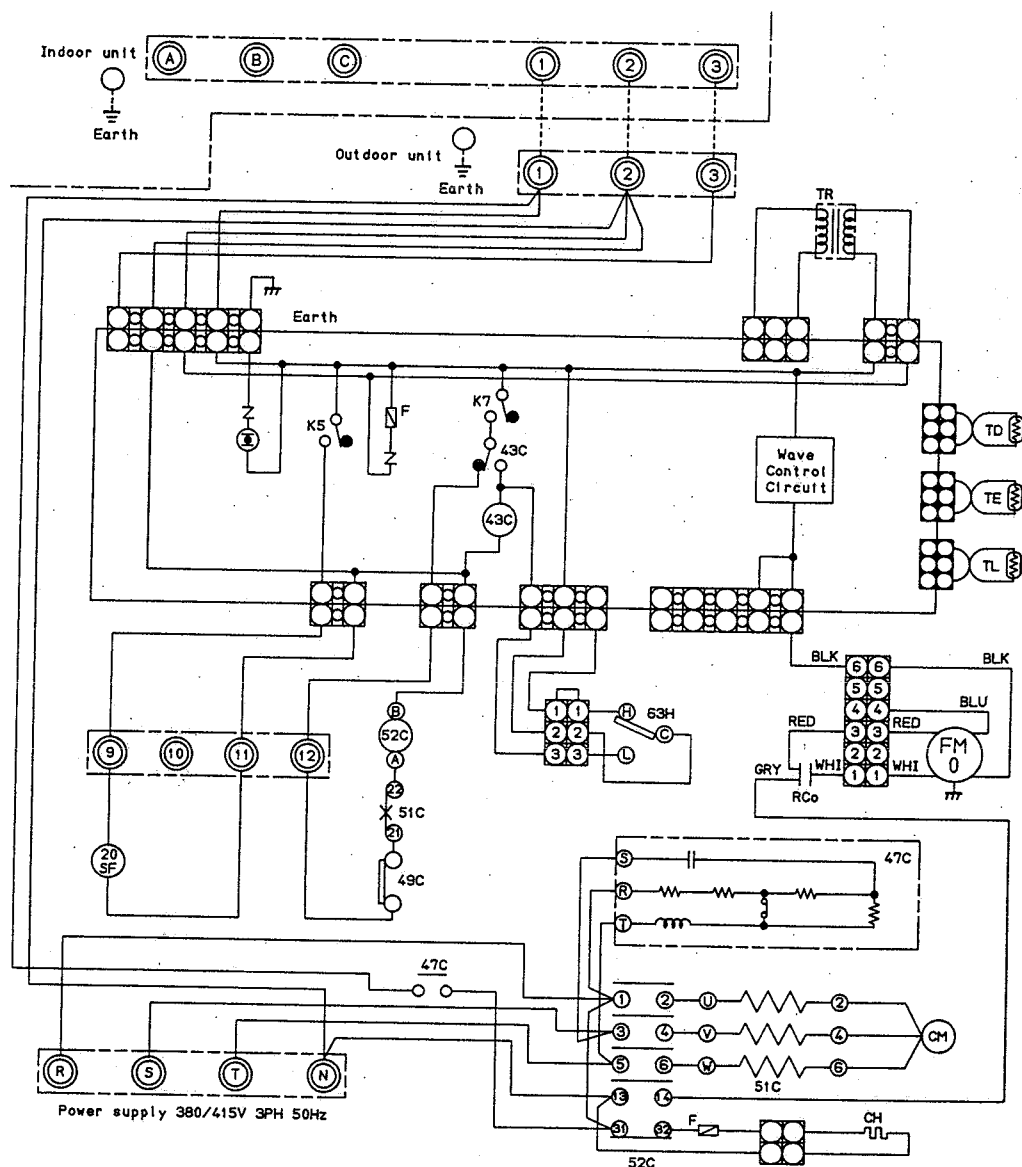 Indoor unit
A B C 1 2 3
Earth
Outdoor unit
Earth
1 2 3
TR
Earth
K5
F
K7
43C
43C
Wave
Control
Circuit
TD
TE
TL
BLK
6 6
BLK
5 5
4 4
BLU
RED
3 3
RED
2 2
GRY
WHI
1 1
WHI
RCo
FM
O
9 10 11 12
B
52C
A
22
51C
21
49C
20
SF
1 1
2 2
3 3
H
63H
C
L
S
47C
R
T
47C
1 2 U 2
3 4 V 4
CM
5 6 W 6
51C
13 14
31 32
F
CH
52C
R S T N
Power supply 380/415V 3PH 50Hz